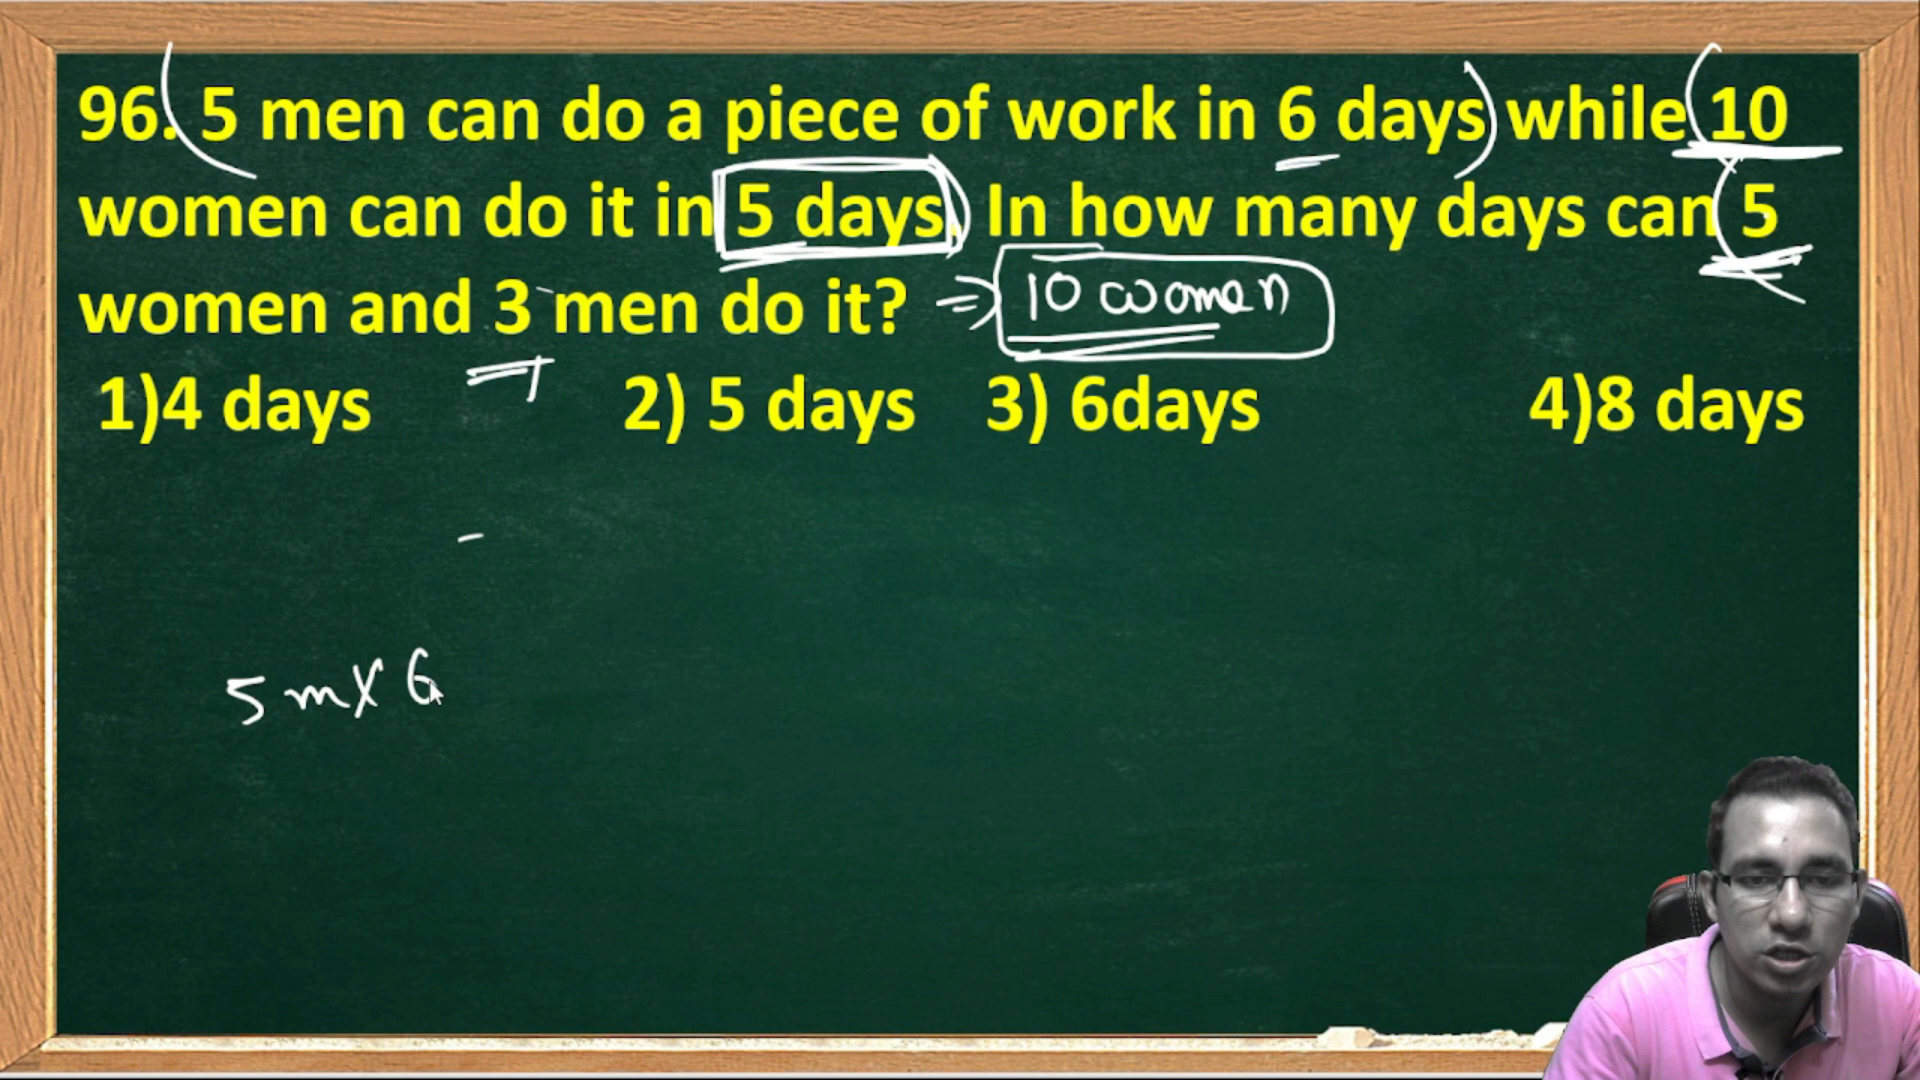 96. 5 men can do a piece of work in 6 days while 10
women can do it in 5 days. In how many days can 5
women and 3 men do it? => 10 women
1)4 days 2) 5 days 3) 6days 4)8 days
5 m x 6